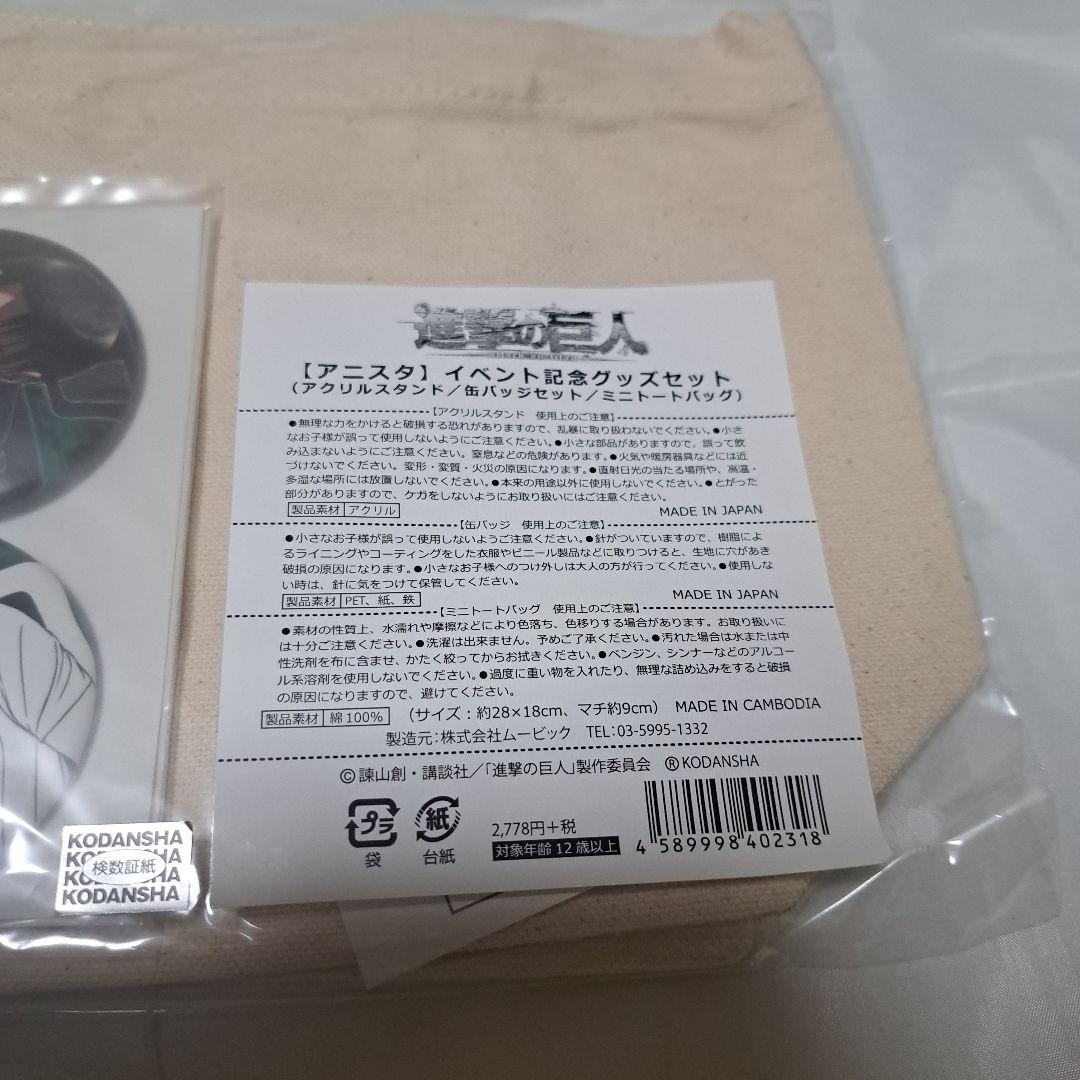 進撃の巨人
attack on titan
【アニスタ】イベント記念グッズセット
（アクリルスタンド／缶バッジセット／ミニトートバッグ）
【アクリルスタンド 使用上のご注意】
●無理な力をかけると破損する恐れがありますので、乱暴に取り扱わないでください。●小さ
なお子様が誤って使用しないようにご注意ください。●小さな部品がありますので、誤って飲
み込まないようにご注意ください。窒息などの危険があります。●火気や暖房器具などには近
づけないでください。変形・変質・火災の原因になります。●直射日光の当たる場所や、高温・
多湿な場所には放置しないでください。●本来の用途以外に使用しないでください。●とがった
部分がありますので、ケガをしないようにお取り扱いにはご注意ください。
製品素材 アクリル MADE IN JAPAN
【缶バッジ 使用上のご注意】
●小さなお子様が誤って使用しないようにご注意ください。●針がついていますので、樹脂によ
るライニングやコーティングをした衣服やビニール製品などに取りつけると、生地に穴があき
破損の原因になります。●小さなお子様へのつけ外しは大人の方が行ってください。●使用しな
い時は、針に気をつけて保管してください。
製品素材 PET、紙、鉄 MADE IN JAPAN
【ミニトートバッグ 使用上のご注意】
●素材の性質上、水濡れや摩擦などにより色落ち、色移りする場合があります。お取り扱いに
は十分ご注意ください。●洗濯は出来ません。予めご了承ください。●汚れた場合は水または中
性洗剤を布に含ませ、かたく絞ってからお拭きください。●ベンジン、シンナーなどのアルコー
ル系溶剤を使用しないでください。●過度に重い物を入れたり、無理な詰め込みをすると破損
の原因になりますので、避けてください。
製品素材 綿100% （サイズ：約28×18cm、マチ約9cm） MADE IN CAMBODIA
製造元：株式会社ムービック TEL：03-5995-1332
©諫山創・講談社／「進撃の巨人」製作委員会 ®KODANSHA
プラ
袋
紙
台紙
2,778円+税
対象年齢12歳以上
4 589998 402318
KODANSHA
検数証紙
KODANSHA